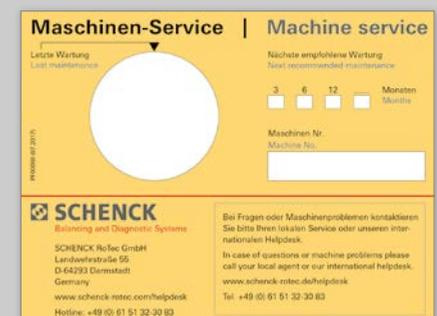 Maschinen-Service | Machine service
Letzte Wartung
Last maintenance
Nächste empfohlene Wartung
Next recommended maintenance
3 6 12 __ Monaten
Months
Maschinen Nr.
Machine No.
SCHENCK
Balancing and Diagnostic Systems
SCHENCK RoTec GmbH
Landwehrstraße 55
D-64293 Darmstadt
Germany
www.schenck-rotec.com/helpdesk
Hotline: +49 (0) 61 51 32-30 83
Bei Fragen oder Maschinenproblemen kontaktieren
Sie bitte Ihren lokalen Service oder unseren inter-
nationalen Helpdesk.
In case of questions or machine problems please
call your local agent or our international helpdesk.
www.schenck-rotec.de/helpdesk
Tel. +49 (0) 61 51 32-30 83